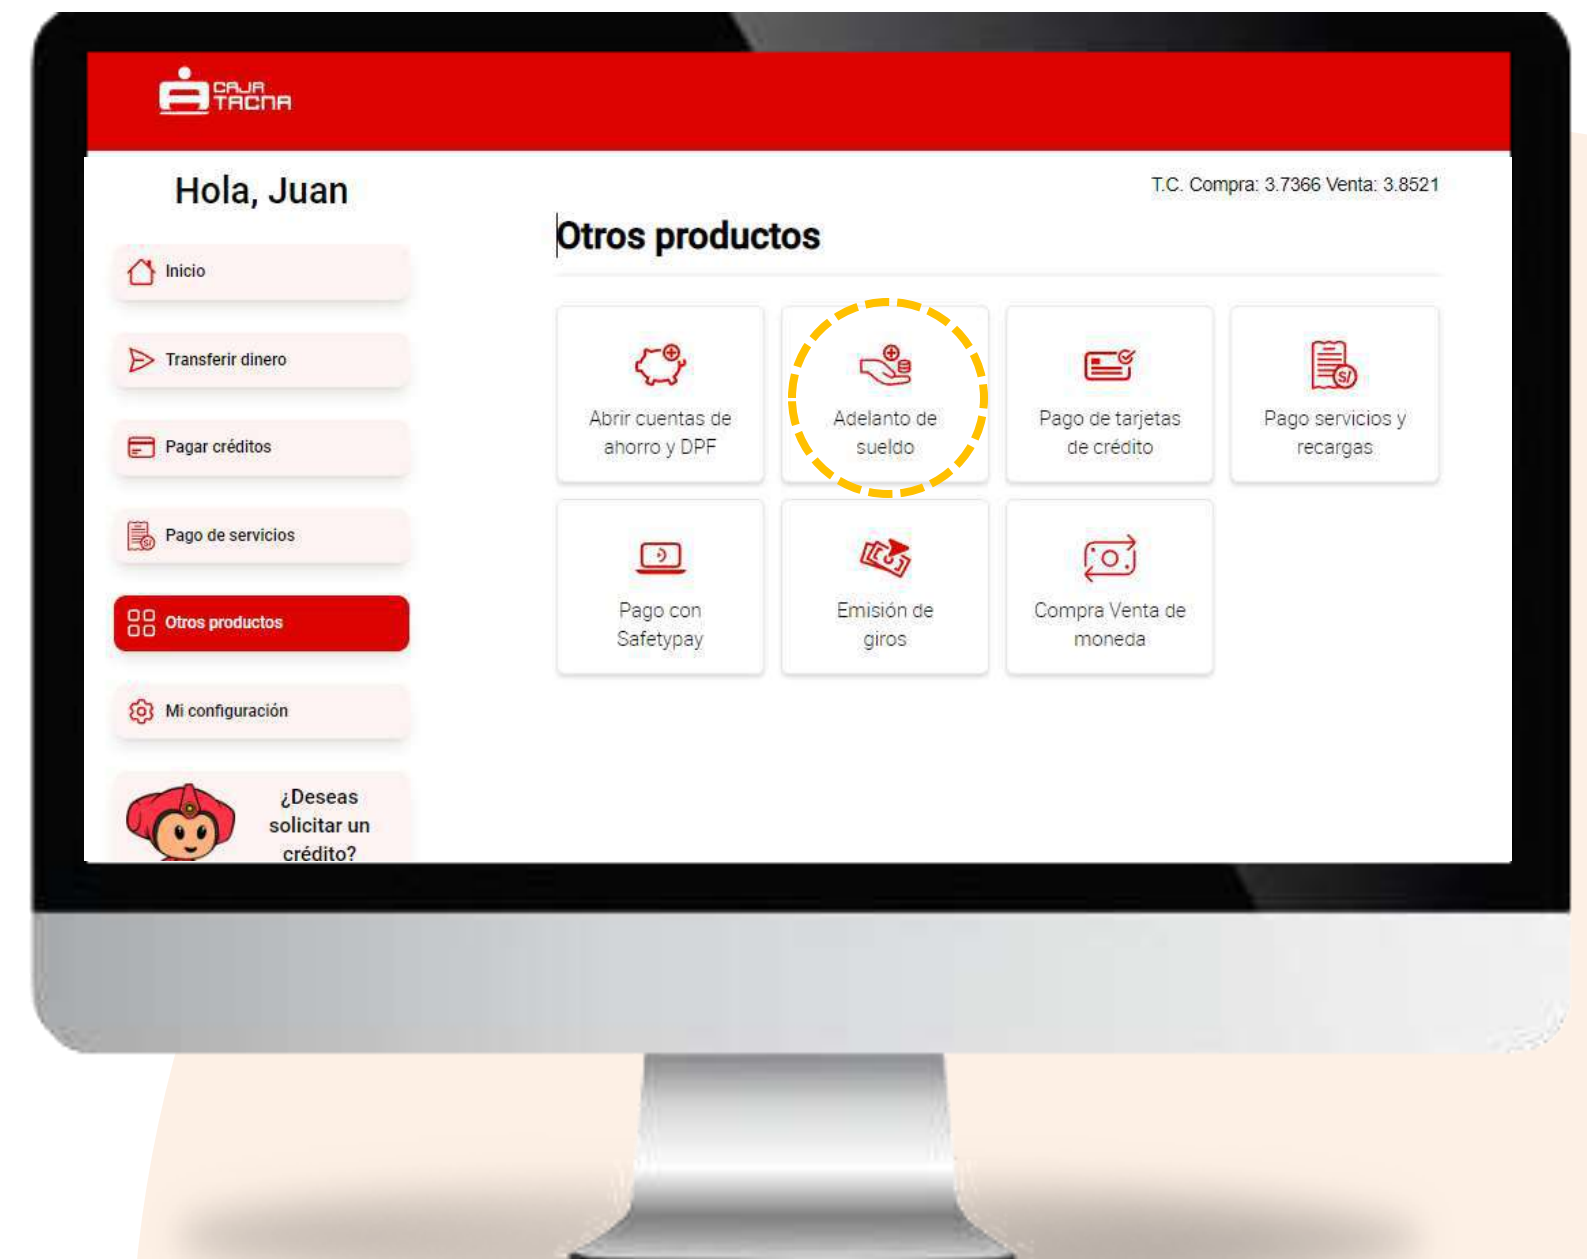 CAJA
TACNA
Hola, Juan
T.C. Compra: 3.7366 Venta: 3.8521
Otros productos
Inicio
Transferir dinero
Pagar créditos
Pago de servicios
Otros productos
Mi configuración
¿Deseas
solicitar un
crédito?
Abrir cuentas de
ahorro y DPF
Adelanto de
sueldo
Pago de tarjetas
de crédito
Pago servicios y
recargas
S/
Pago con
Safetypay
Emisión de
giros
Compra Venta de
moneda